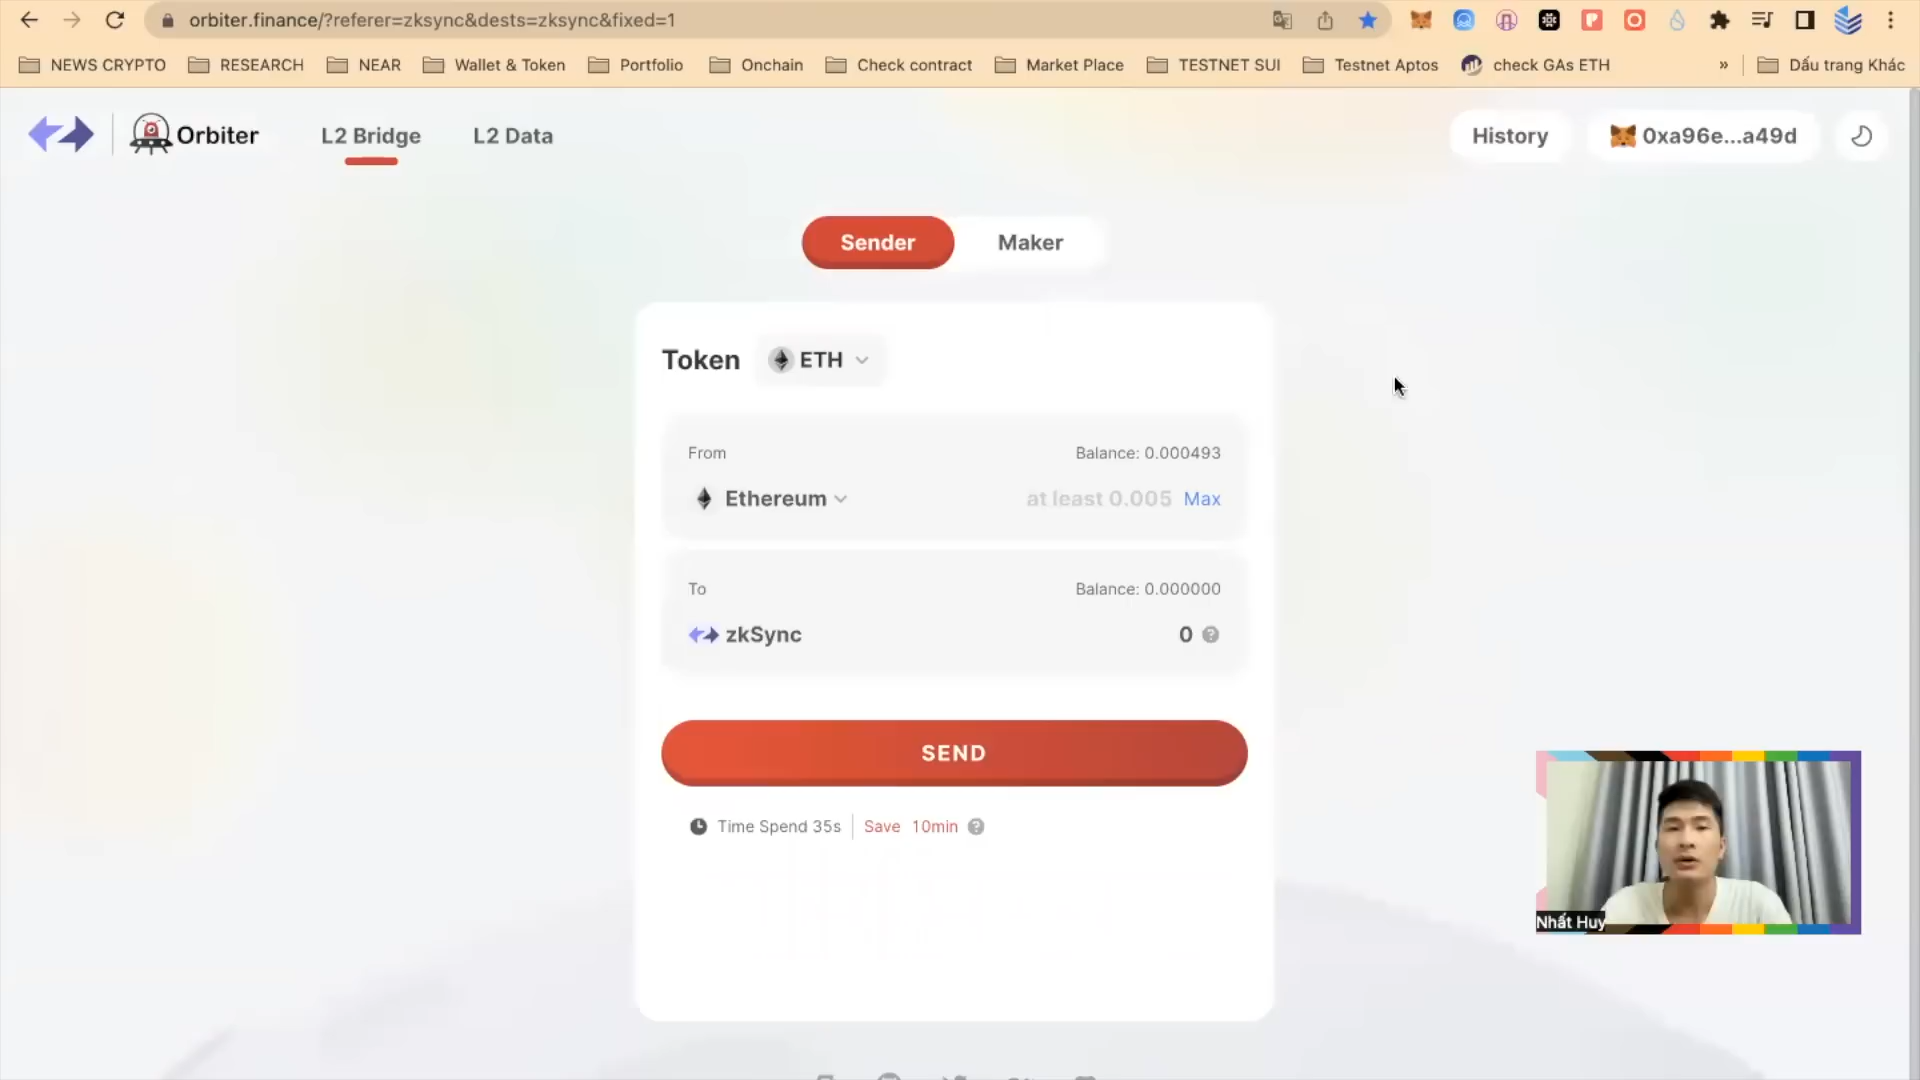 orbiter.finance/?referer=zksync&dests=zksync&fixed=1
NEWS CRYPTO RESEARCH NEAR Wallet & Token Portfolio Onchain Check contract Market Place TESTNET SUI Testnet Aptos check GAs ETH » Dấu trang Khác
Orbiter L2 Bridge L2 Data History 0xa96e...a49d
Sender Maker
Token ETH
From Balance: 0.000493
Ethereum at least 0.005 Max
To Balance: 0.000000
zkSync 0 ?
SEND
Time Spend 35s Save 10min ?
Nhất Huy